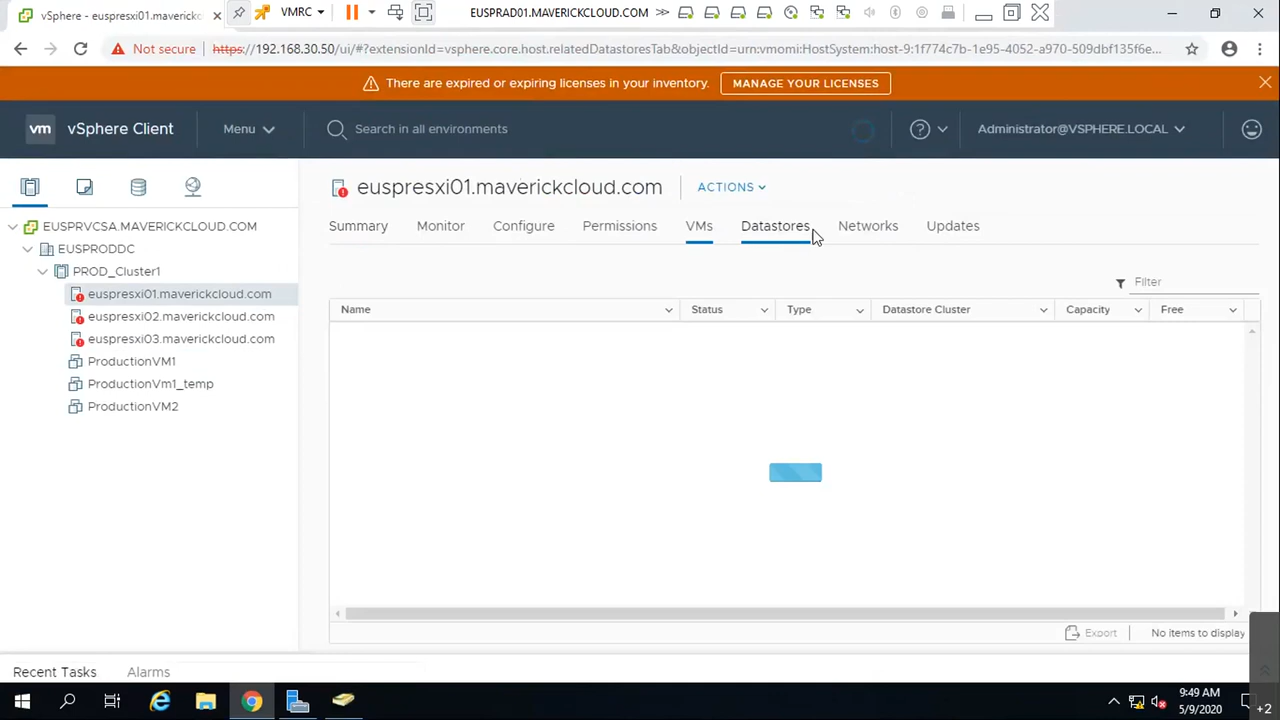 vSphere - euspresxi01.maverickc
VMRC
EUSPRAD01.MAVERICKCLOUD.COM
Not secure
https://192.168.30.50/ui/#?extensionId=vsphere.core.host.relatedDatastoresTab&objectId=urn:vmomi:HostSystem:host-9:1f774c7b-1e95-4052-a970-509dbf135f6e...
There are expired or expiring licenses in your inventory.
MANAGE YOUR LICENSES
vm
vSphere Client
Menu
Search in all environments
Administrator@VSPHERE.LOCAL
euspresxi01.maverickcloud.com
ACTIONS
EUSPRVCSA.MAVERICKCLOUD.COM
Summary Monitor Configure Permissions VMs Datastores Networks Updates
EUSPRODDC
PROD_Cluster1
euspresxi01.maverickcloud.com
euspresxi02.maverickcloud.com
euspresxi03.maverickcloud.com
ProductionVM1
ProductionVm1_temp
ProductionVM2
Filter
Name Status Type Datastore Cluster Capacity Free
Export
No items to display
Recent Tasks Alarms
9:49 AM
5/9/2020
+2